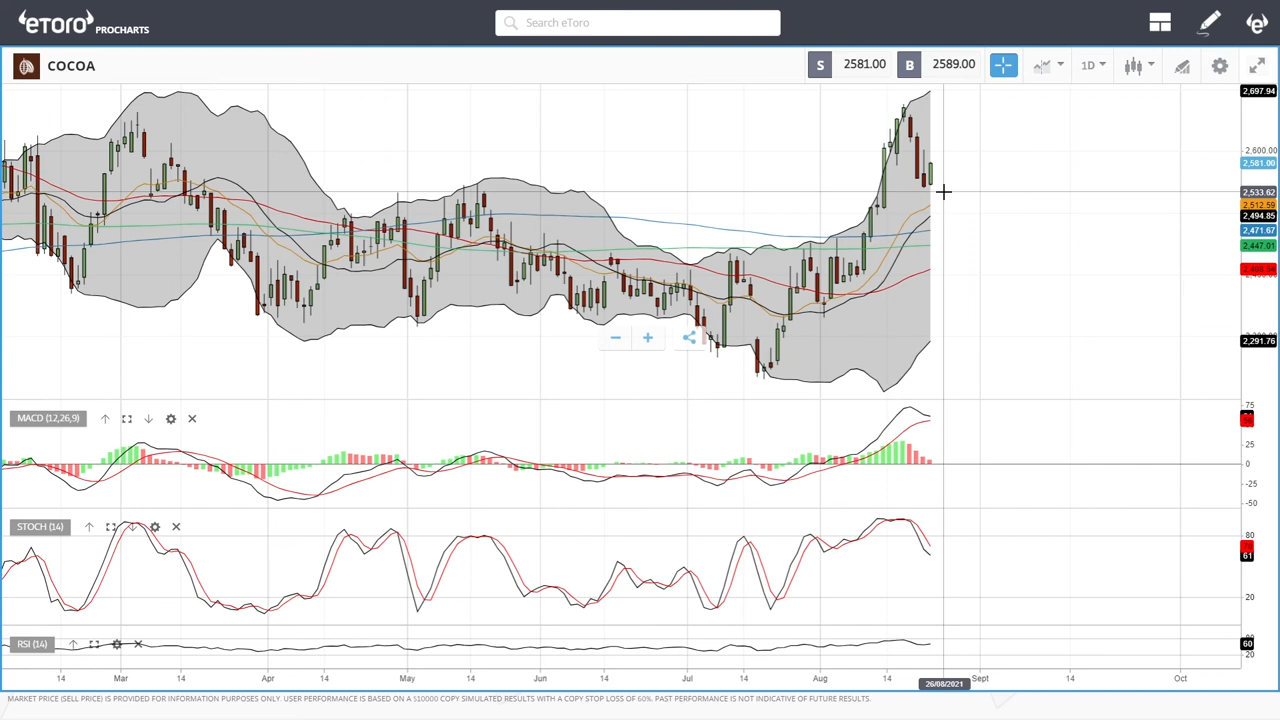 eToro PROCHARTS
Search eToro
COCOA
S 2581.00 B 2589.00
1D
2,697.94
2,600.00
2,581.00
2,533.62
2,512.59
2,494.85
2,471.67
2,447.01
2,291.76
MACD (12,26,9)
75
25
0
-25
-50
STOCH (14)
80
61
20
RSI (14)
60
20
14 Mar 14 Apr 14 May 14 Jun 14 Jul 14 Aug 14 26/08/2021 Sept 14 Oct
MARKET PRICE (SELL PRICE) IS PROVIDED FOR INFORMATION PURPOSES ONLY. USER PERFORMANCE IS BASED ON A $10000 COPY SIMULATED RESULTS WITH A COPY STOP LOSS OF 60%. PAST PERFORMANCE IS NOT INDICATIVE OF FUTURE RESULTS.